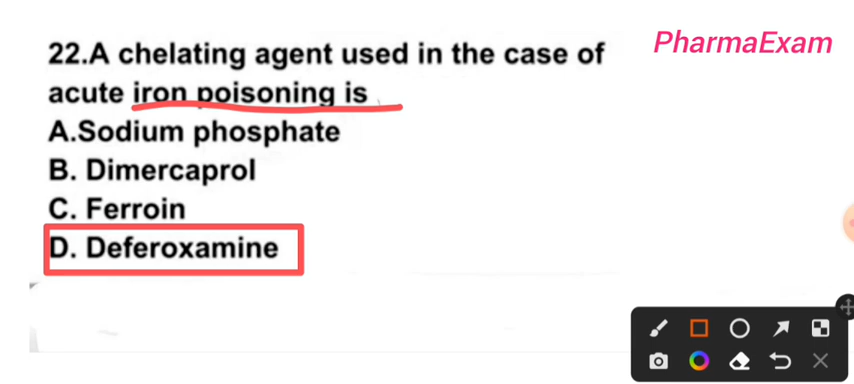 PharmaExam
22.A chelating agent used in the case of
acute iron poisoning is
A.Sodium phosphate
B. Dimercaprol
C. Ferroin
D. Deferoxamine